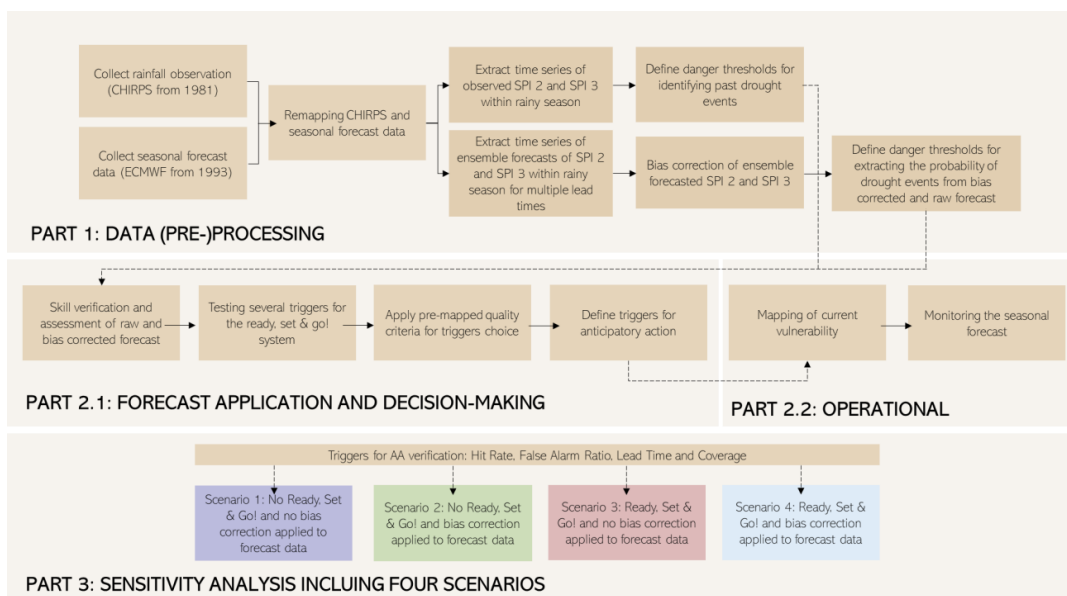 Collect rainfall observation
(CHIRPS from 1981)
Collect seasonal forecast
data (ECMWF from 1993)
Remapping CHIRPS and
seasonal forecast data
Extract time series of
observed SPI 2 and SPI 3
within rainy season
Define danger thresholds for
identifying past drought
events
Extract time series of
ensemble forecasts of SPI 2
and SPI 3 within rainy
season for multiple lead
times
Bias correction of ensemble
forecasted SPI 2 and SPI 3
Define danger thresholds for
extracting the probability of
drought events from bias
corrected and raw forecast
PART 1: DATA (PRE-)PROCESSING
Skill verification and
assessment of raw and
bias corrected forecast
Testing several triggers for
the ready, set & go!
system
Apply pre-mapped quality
criteria for triggers choice
Define triggers for
anticipatory action
PART 2.1: FORECAST APPLICATION AND DECISION-MAKING
Mapping of current
vulnerability
Monitoring the seasonal
forecast
PART 2.2: OPERATIONAL
Triggers for AA verification: Hit Rate, False Alarm Ratio, Lead Time and Coverage
Scenario 1: No Ready, Set
& Go! and no bias
correction applied to
forecast data
Scenario 2: No Ready, Set
& Go! and bias correction
applied to forecast data
Scenario 3: Ready, Set &
Go! and no bias correction
applied to forecast data
Scenario 4: Ready, Set &
Go! and bias correction
applied to forecast data
PART 3: SENSITIVITY ANALYSIS INCLUING FOUR SCENARIOS